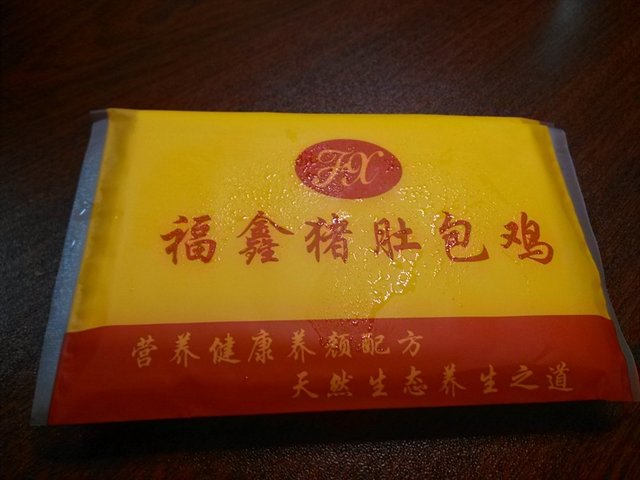 FX
福鑫猪肚包鸡
营养健康养颜配方
天然生态养生之道